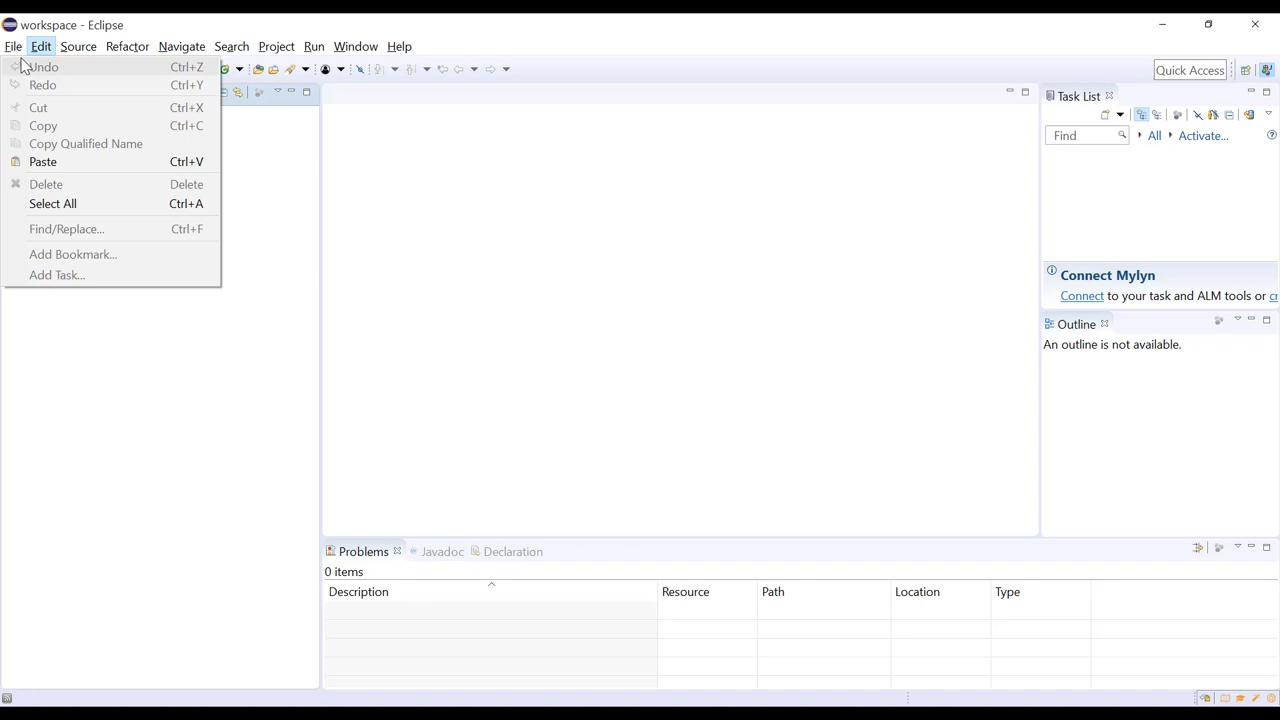 workspace - Eclipse
File Edit Source Refactor Navigate Search Project Run Window Help
Undo Ctrl+Z
Redo Ctrl+Y
Cut Ctrl+X
Copy Ctrl+C
Copy Qualified Name
Paste Ctrl+V
Delete Delete
Select All Ctrl+A
Find/Replace... Ctrl+F
Add Bookmark...
Add Task...
Quick Access
Task List
Find All Activate...
Connect Mylyn
Connect to your task and ALM tools or
Outline
An outline is not available.
Problems Javadoc Declaration
0 items
Description Resource Path Location Type